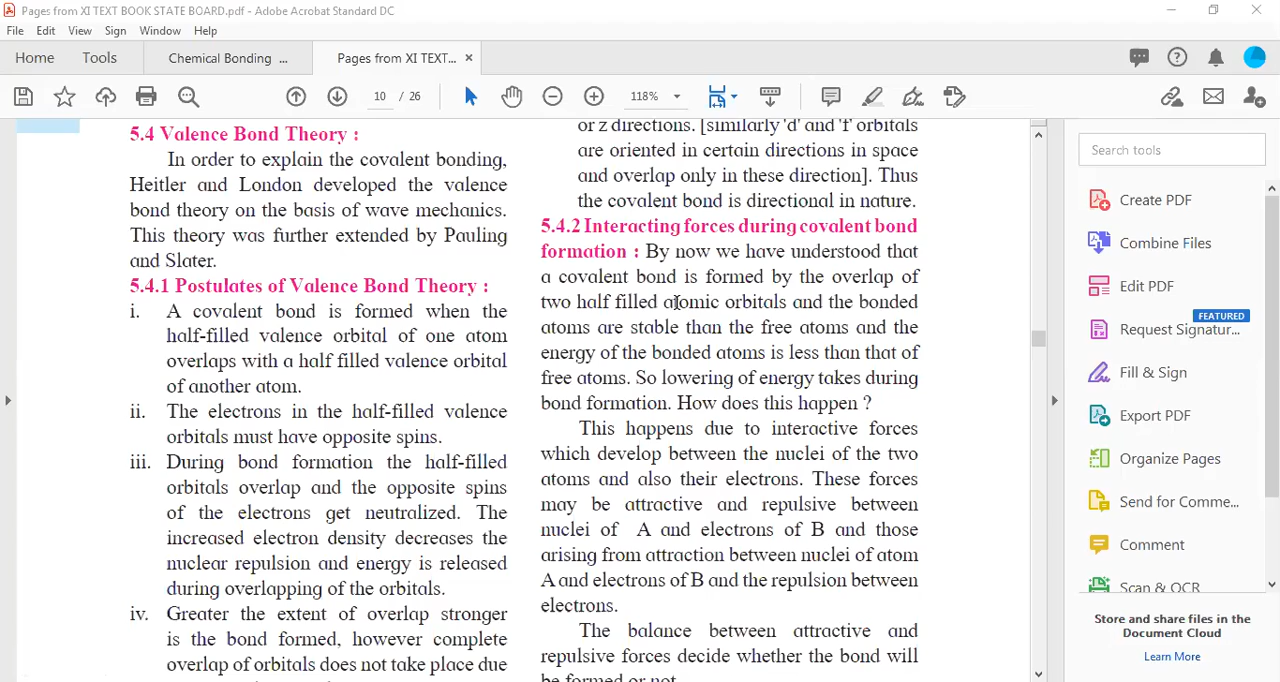 Pages from XI TEXT BOOK STATE BOARD.pdf - Adobe Acrobat Standard DC
File Edit View Sign Window Help
Home Tools Chemical Bonding ... Pages from XI TEXT... ×
10 / 26 118%
5.4 Valence Bond Theory :
In order to explain the covalent bonding,
Heitler and London developed the valence
bond theory on the basis of wave mechanics.
This theory was further extended by Pauling
and Slater.
5.4.1 Postulates of Valence Bond Theory :
i. A covalent bond is formed when the
half-filled valence orbital of one atom
overlaps with a half filled valence orbital
of another atom.
ii. The electrons in the half-filled valence
orbitals must have opposite spins.
iii. During bond formation the half-filled
orbitals overlap and the opposite spins
of the electrons get neutralized. The
increased electron density decreases the
nuclear repulsion and energy is released
during overlapping of the orbitals.
iv. Greater the extent of overlap stronger
is the bond formed, however complete
overlap of orbitals does not take place due
or z directions. [similarly 'd' and 'f' orbitals
are oriented in certain directions in space
and overlap only in these direction]. Thus
the covalent bond is directional in nature.
5.4.2 Interacting forces during covalent bond
formation : By now we have understood that
a covalent bond is formed by the overlap of
two half filled atomic orbitals and the bonded
atoms are stable than the free atoms and the
energy of the bonded atoms is less than that of
free atoms. So lowering of energy takes during
bond formation. How does this happen ?
This happens due to interactive forces
which develop between the nuclei of the two
atoms and also their electrons. These forces
may be attractive and repulsive between
nuclei of A and electrons of B and those
arising from attraction between nuclei of atom
A and electrons of B and the repulsion between
electrons.
The balance between attractive and
repulsive forces decide whether the bond will
be formed or not.
Search tools
Create PDF
Combine Files
Edit PDF
FEATURED
Request Signatur...
Fill & Sign
Export PDF
Organize Pages
Send for Comme...
Comment
Scan & OCR
Store and share files in the
Document Cloud
Learn More